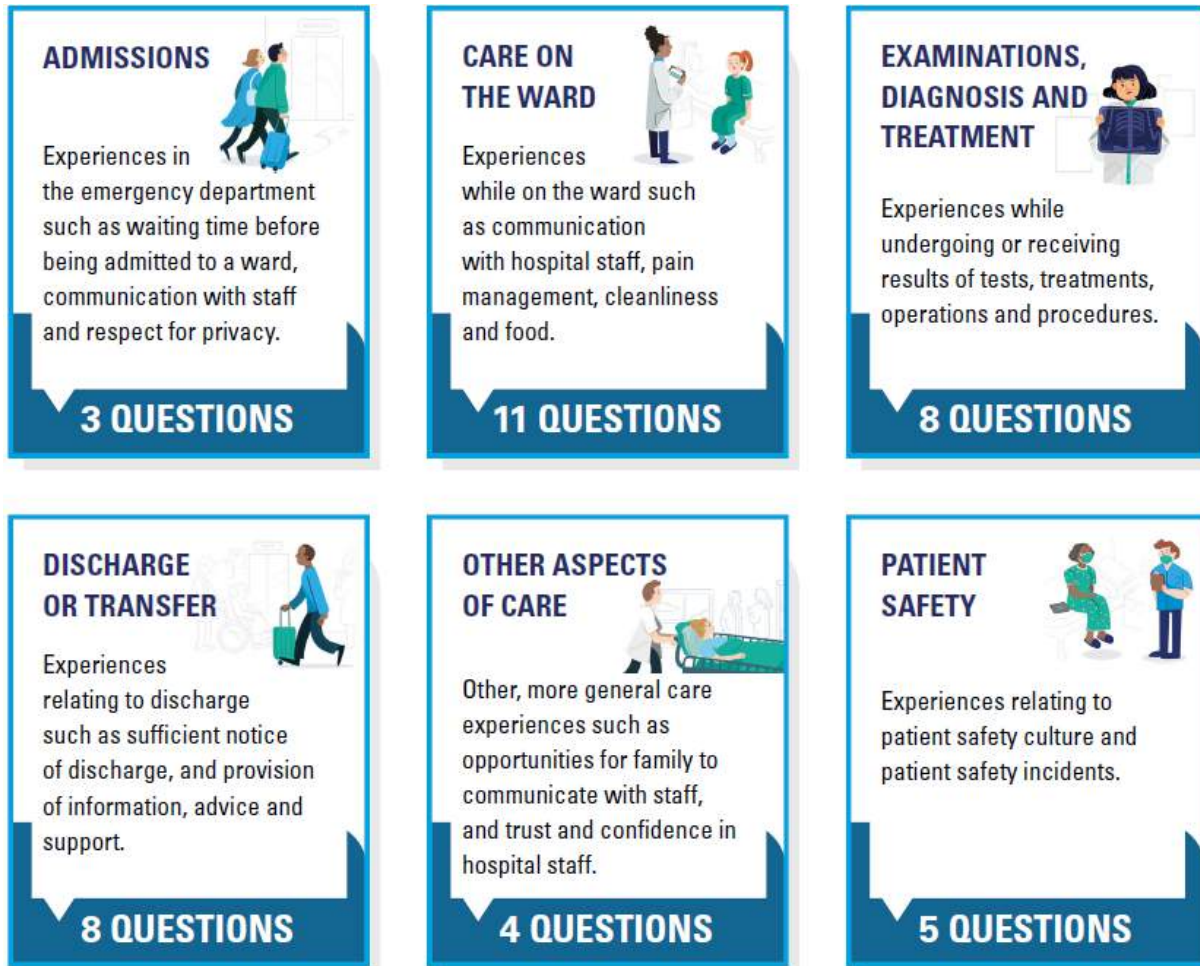 ADMISSIONS
Experiences in
the emergency department
such as waiting time before
being admitted to a ward,
communication with staff
and respect for privacy.
3 QUESTIONS
CARE ON
THE WARD
Experiences
while on the ward such
as communication
with hospital staff, pain
management, cleanliness
and food.
11 QUESTIONS
EXAMINATIONS,
DIAGNOSIS AND
TREATMENT
Experiences while
undergoing or receiving
results of tests, treatments,
operations and procedures.
8 QUESTIONS
DISCHARGE
OR TRANSFER
Experiences
relating to discharge
such as sufficient notice
of discharge, and provision
of information, advice and
support.
8 QUESTIONS
OTHER ASPECTS
OF CARE
Other, more general care
experiences such as
opportunities for family to
communicate with staff,
and trust and confidence in
hospital staff.
4 QUESTIONS
PATIENT
SAFETY
Experiences relating to
patient safety culture and
patient safety incidents.
5 QUESTIONS